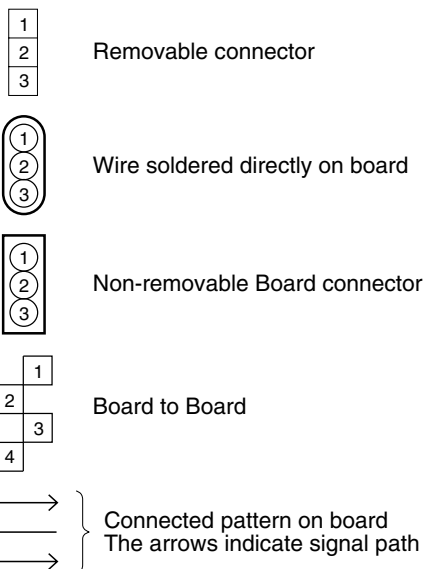 1
2
3
Removable connector
1
2
3
Wire soldered directly on board
1
2
3
Non-removable Board connector
1
2
3
4
Board to Board
Connected pattern on board
The arrows indicate signal path